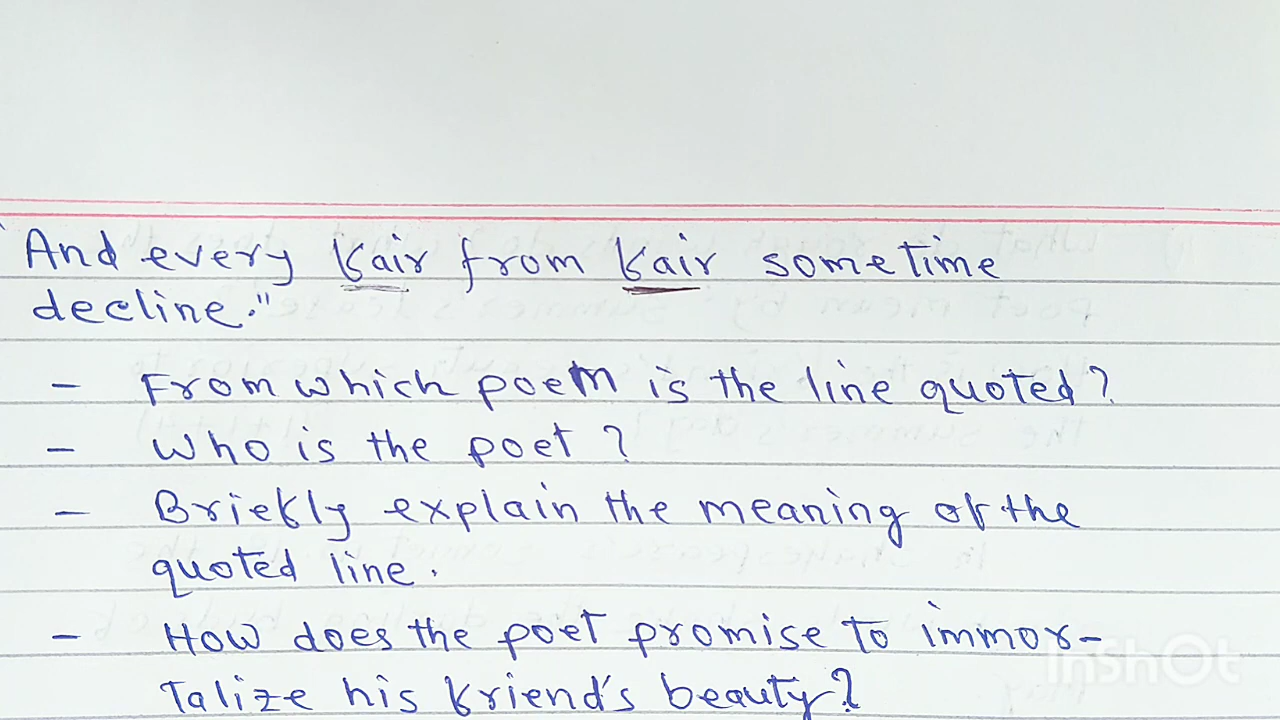 And every fair from fair sometime
decline."
- From which poem is the line quoted?
- Who is the poet?
- Briefly explain the meaning of the
quoted line.
- How does the poet promise to immor-
talize his friend's beauty?
InShOt